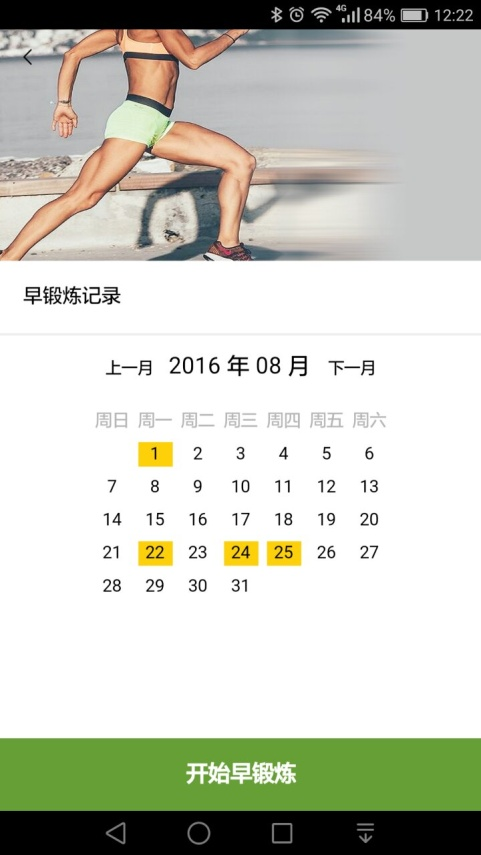 4G 84% 12:22
早锻炼记录
上一月 2016 年 08 月 下一月
周日 周一 周二 周三 周四 周五 周六
1 2 3 4 5 6
7 8 9 10 11 12 13
14 15 16 17 18 19 20
21 22 23 24 25 26 27
28 29 30 31
开始早锻炼